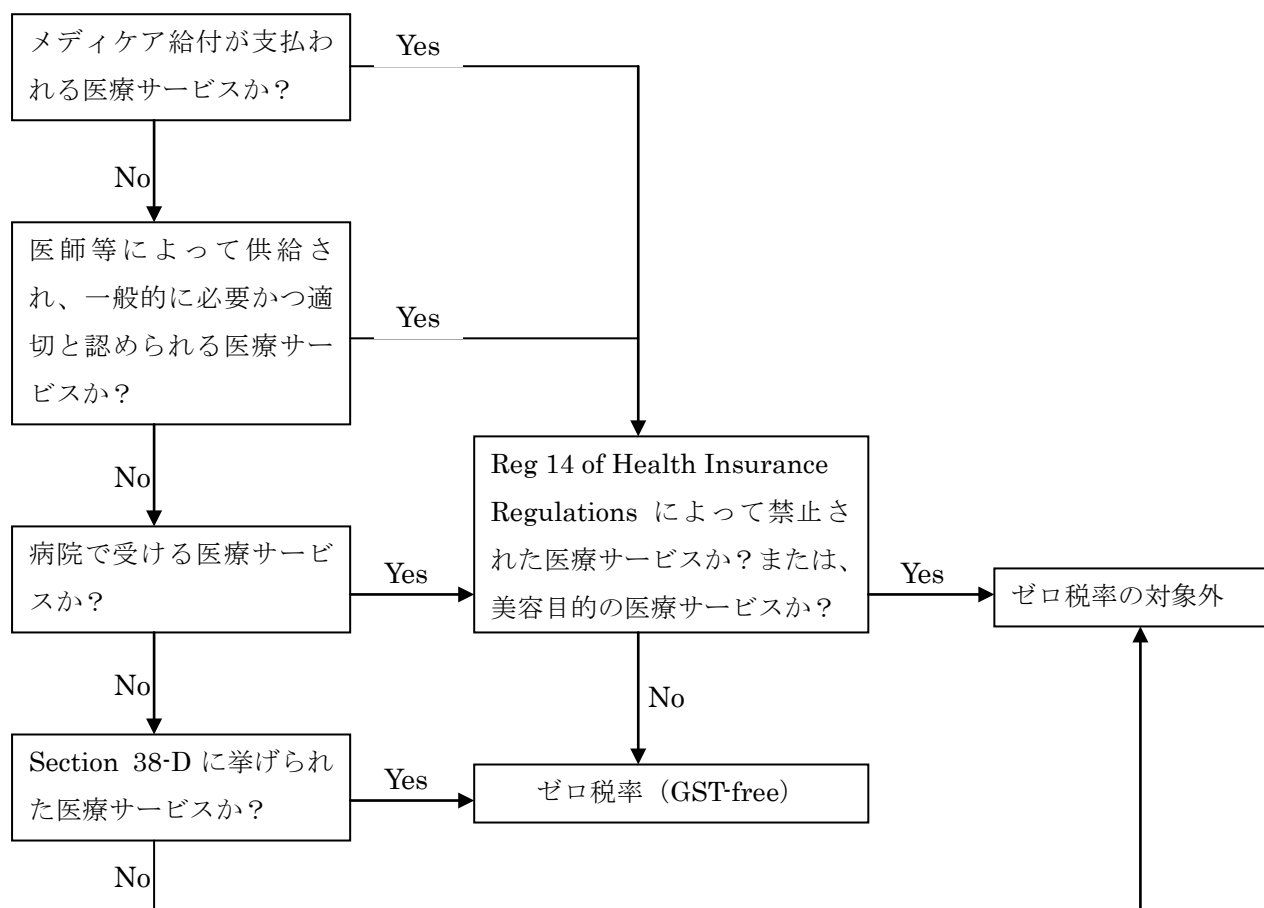 メディケア給付が支払わ
れる医療サービスか?
Yes
No
医師等によって供給さ
れ、一般的に必要かつ適
切と認められる医療サー
ビスか?
Yes
No
病院で受ける医療サービ
スか?
Yes
Reg 14 of Health Insurance
Regulations によって禁止さ
れた医療サービスか?または、
美容目的の医療サービスか?
Yes
ゼロ税率の対象外
No
No
Section 38-D に挙げられ
た医療サービスか?
Yes
ゼロ税率（GST-free）
No